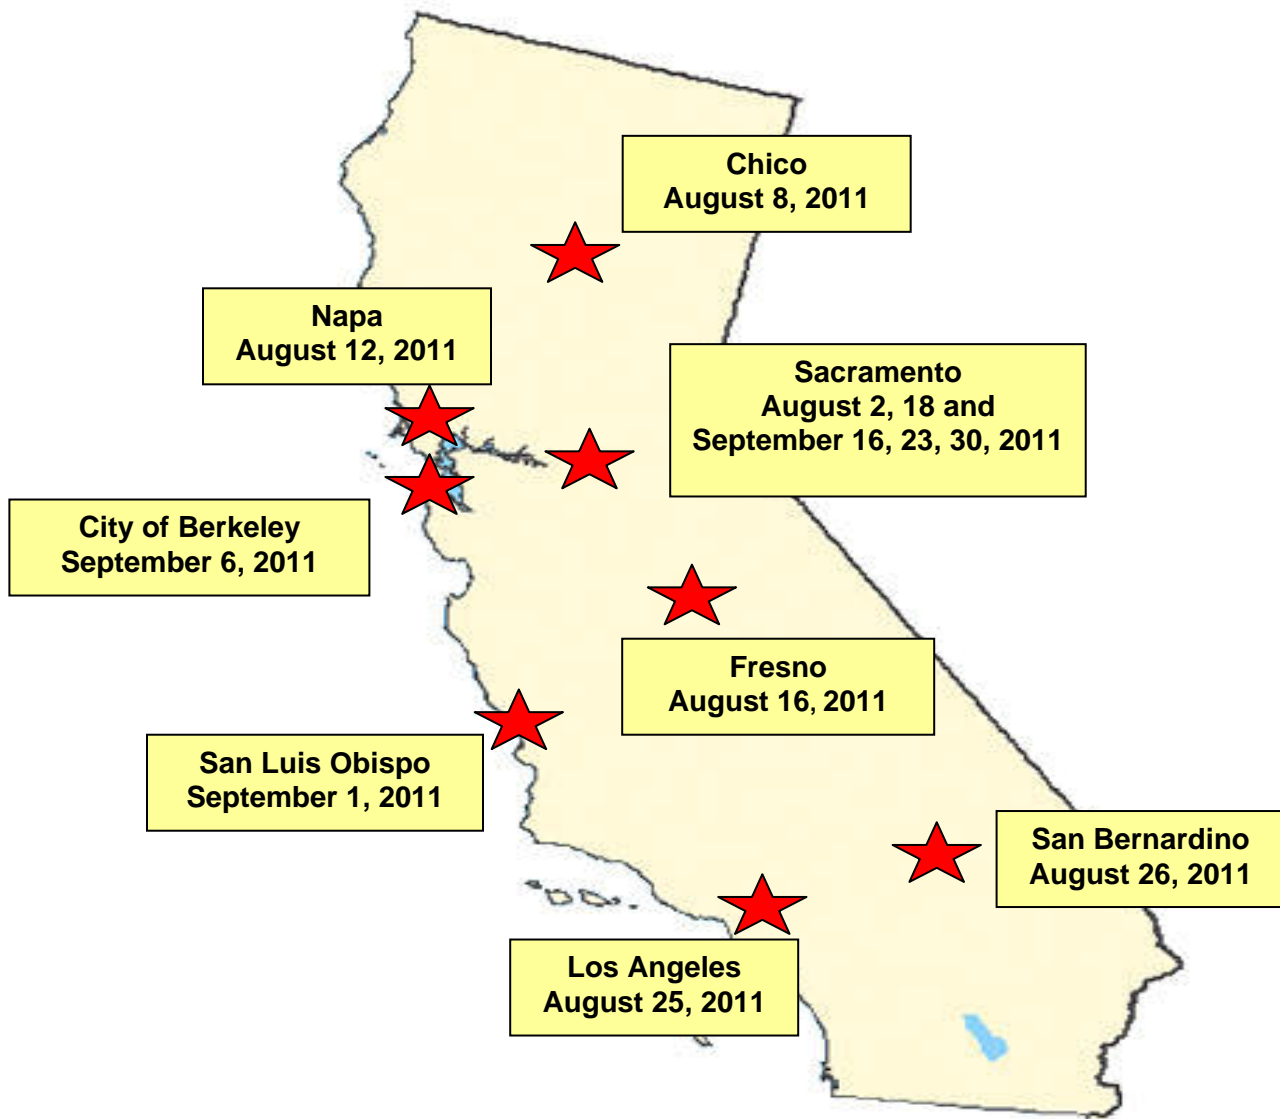 Chico
August 8, 2011
Napa
August 12, 2011
Sacramento
August 2, 18 and
September 16, 23, 30, 2011
City of Berkeley
September 6, 2011
Fresno
August 16, 2011
San Luis Obispo
September 1, 2011
San Bernardino
August 26, 2011
Los Angeles
August 25, 2011